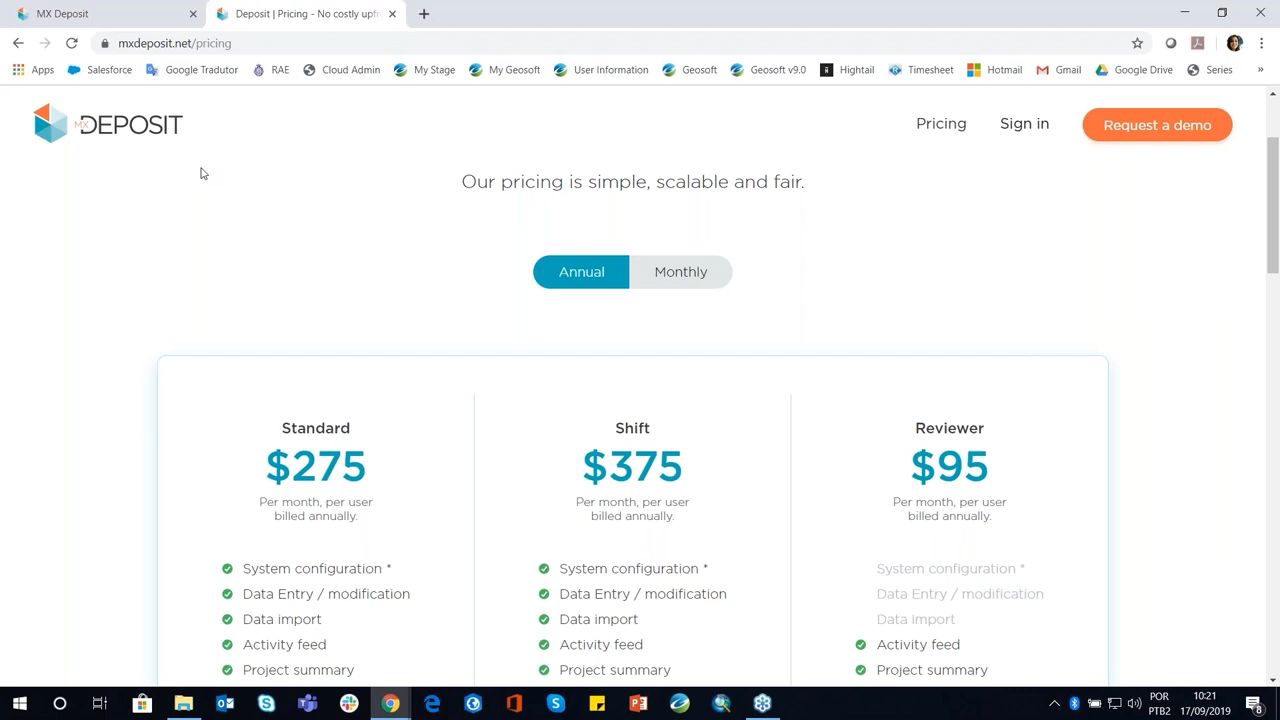 MX Deposit
Deposit | Pricing - No costly upfr
mxdeposit.net/pricing
Apps
Salesforce
Google Tradutor
RAE
Cloud Admin
My Stage
My Geosoft
User Information
Geosoft
Geosoft v9.0
Hightail
Timesheet
Hotmail
Gmail
Google Drive
Series
»
MX DEPOSIT
Pricing
Sign in
Request a demo
Our pricing is simple, scalable and fair.
Annual
Monthly
Standard
$275
Per month, per user
billed annually.
System configuration *
Data Entry / modification
Data import
Activity feed
Project summary
Shift
$375
Per month, per user
billed annually.
System configuration *
Data Entry / modification
Data import
Activity feed
Project summary
Reviewer
$95
Per month, per user
billed annually.
System configuration *
Data Entry / modification
Data import
Activity feed
Project summary
POR
PTB2
10:21
17/09/2019
8